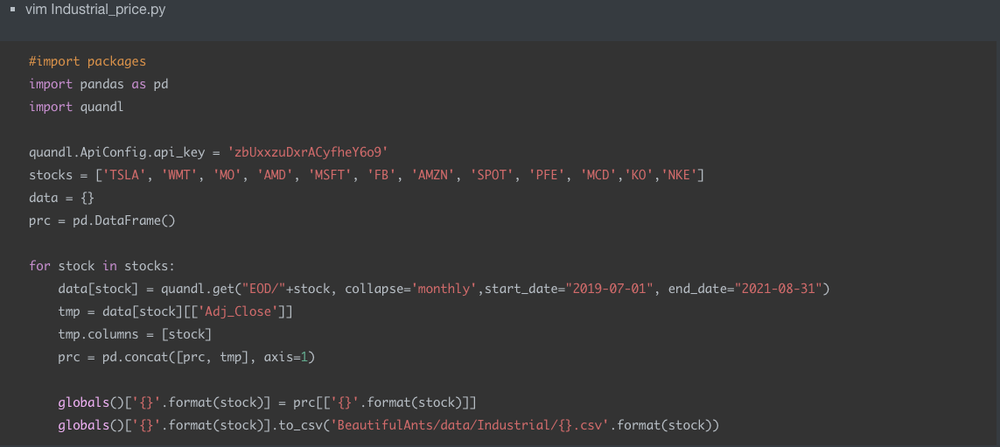 vim Industrial_price.py
#import packages
import pandas as pd
import quandl
quandl.ApiConfig.api_key = 'zbUxxzuDxrACyfheY6o9'
stocks = ['TSLA', 'WMT', 'MO', 'AMD', 'MSFT', 'FB', 'AMZN', 'SPOT', 'PFE', 'MCD','KO','NKE']
data = {}
prc = pd.DataFrame()
for stock in stocks:
    data[stock] = quandl.get("EOD/"+stock, collapse='monthly',start_date="2019-07-01", end_date="2021-08-31")
    tmp = data[stock][['Adj_Close']]
    tmp.columns = [stock]
    prc = pd.concat([prc, tmp], axis=1)
    globals()['{}'.format(stock)] = prc[['{}'.format(stock)]]
    globals()['{}'.format(stock)].to_csv('BeautifulAnts/data/Industrial/{}.csv'.format(stock))